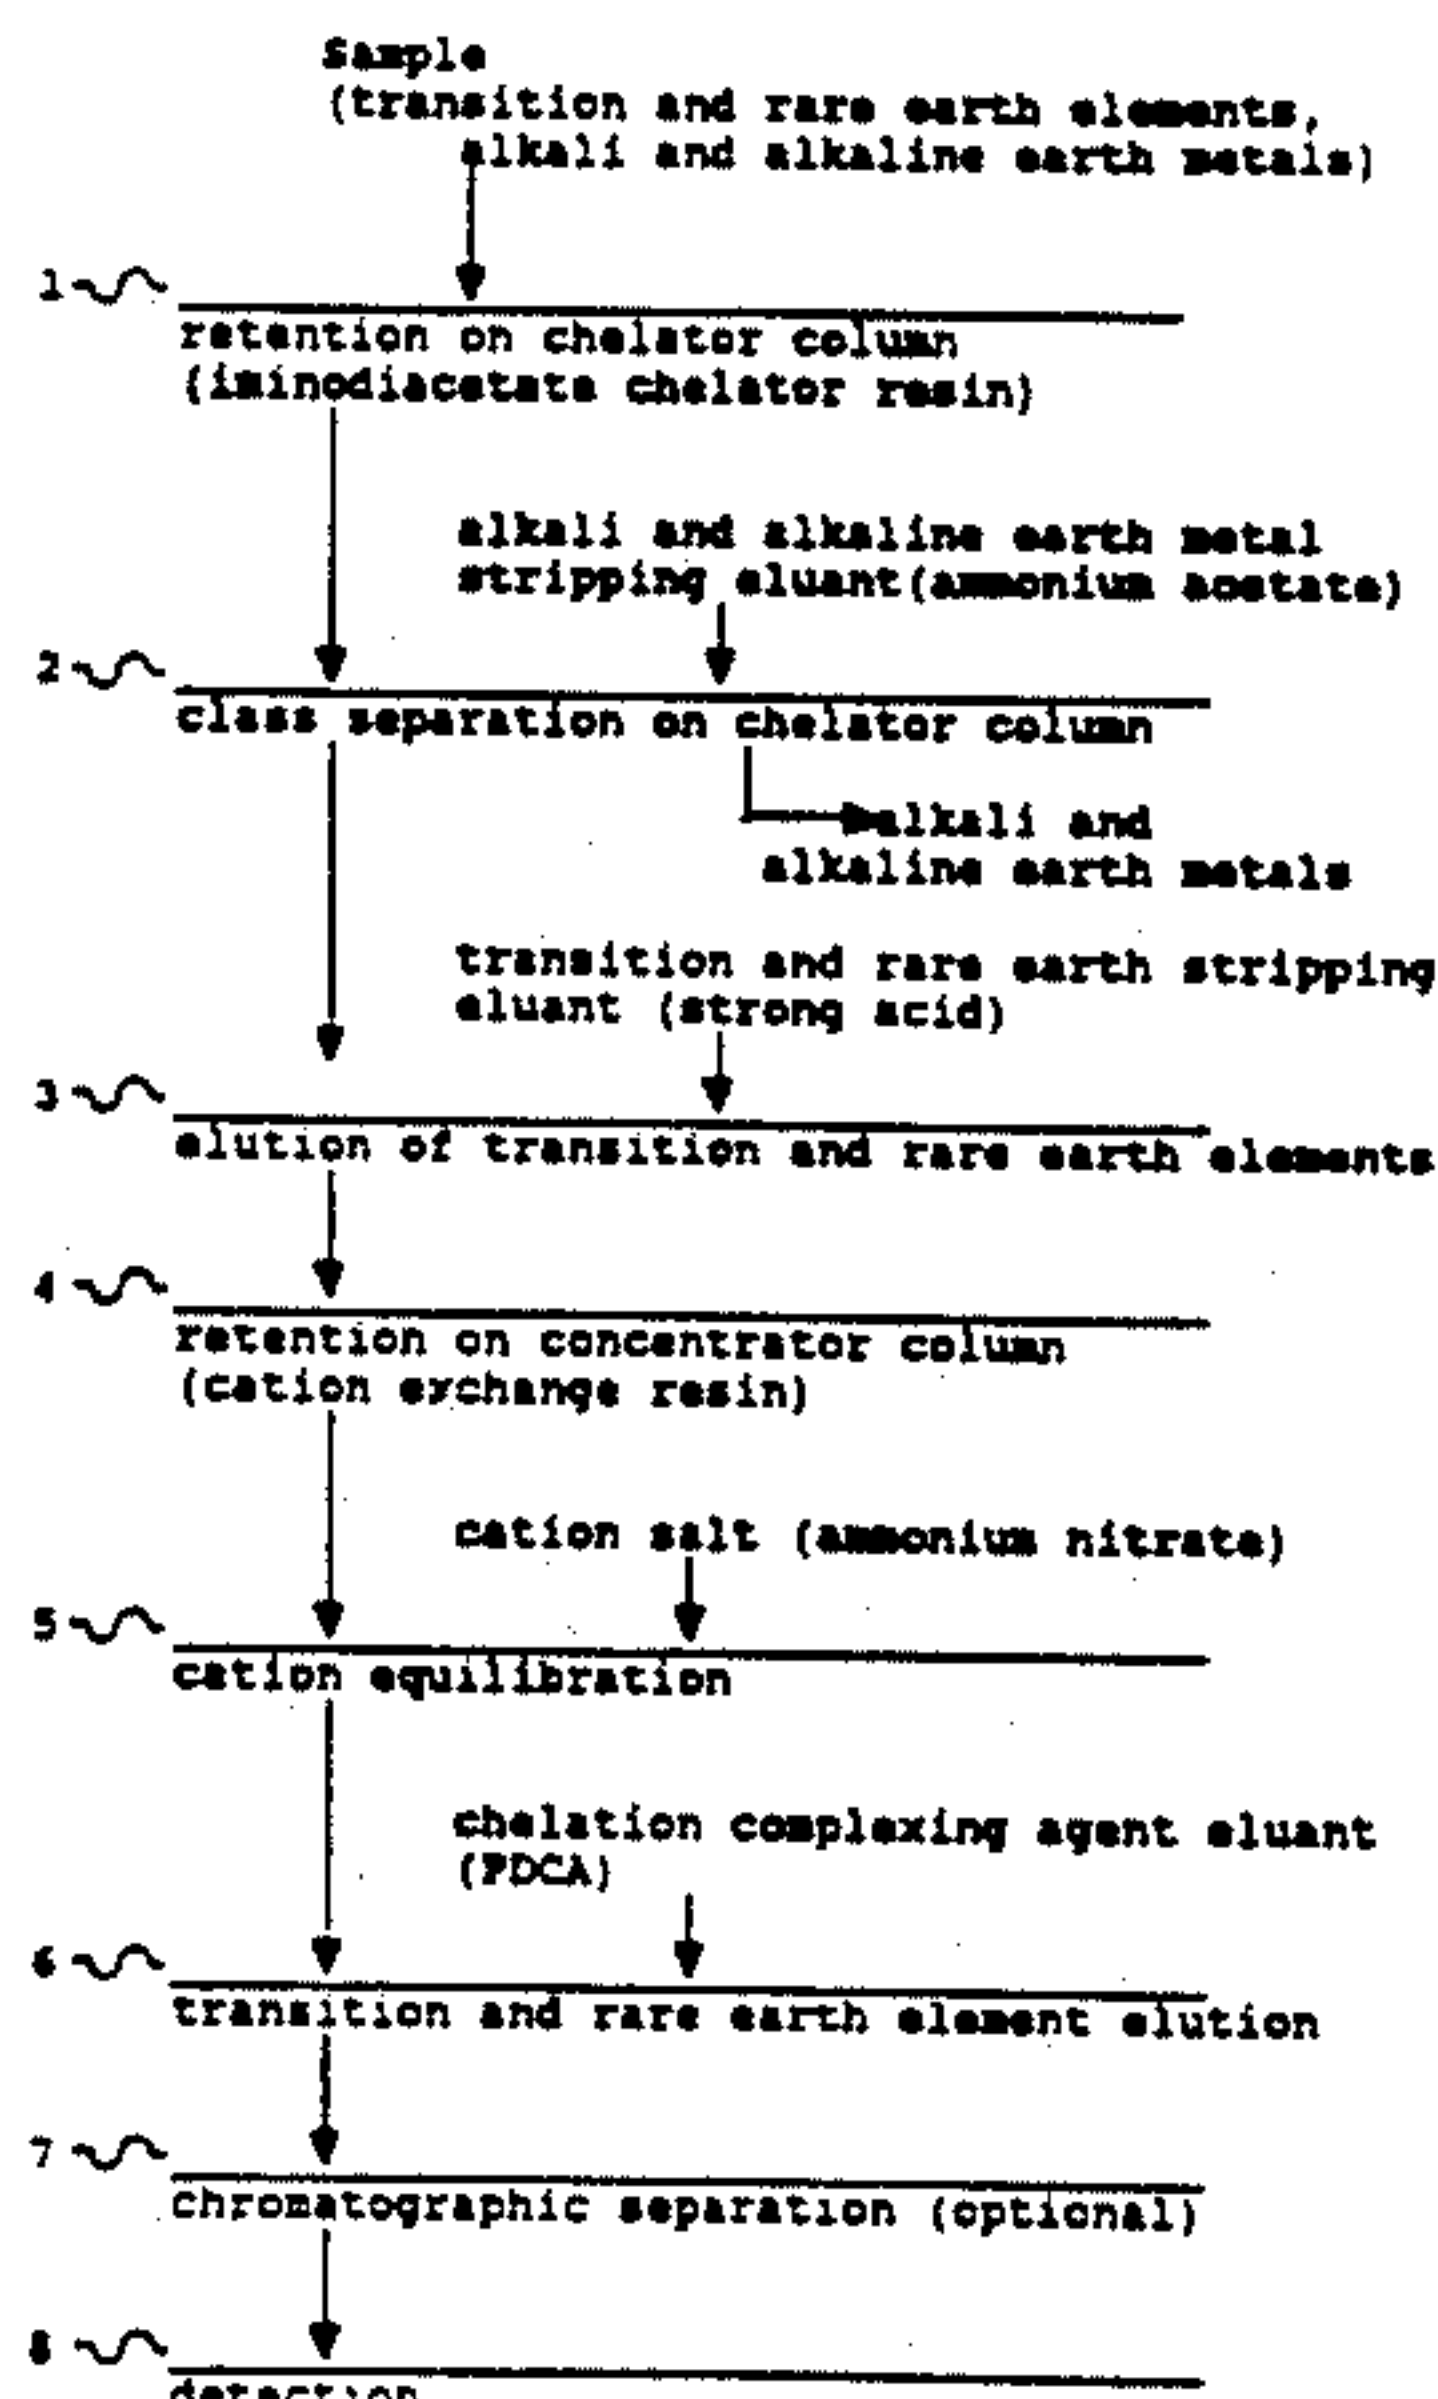 Sample
(transition and rare earth elements,
alkali and alkaline earth metals)
1
retention on chelator column
(iminodiacetate chelator resin)
alkali and alkaline earth metal
stripping eluant(ammonium acetate)
2
class separation on chelator column
alkali and
alkaline earth metals
transition and rare earth stripping
eluant (strong acid)
3
elution of transition and rare earth elements
4
retention on concentrator column
(cation exchange resin)
cation salt (ammonium nitrate)
5
cation equilibration
chelation complexing agent eluant
(PDCA)
6
transition and rare earth element elution
7
chromatographic separation (optional)
8
detection